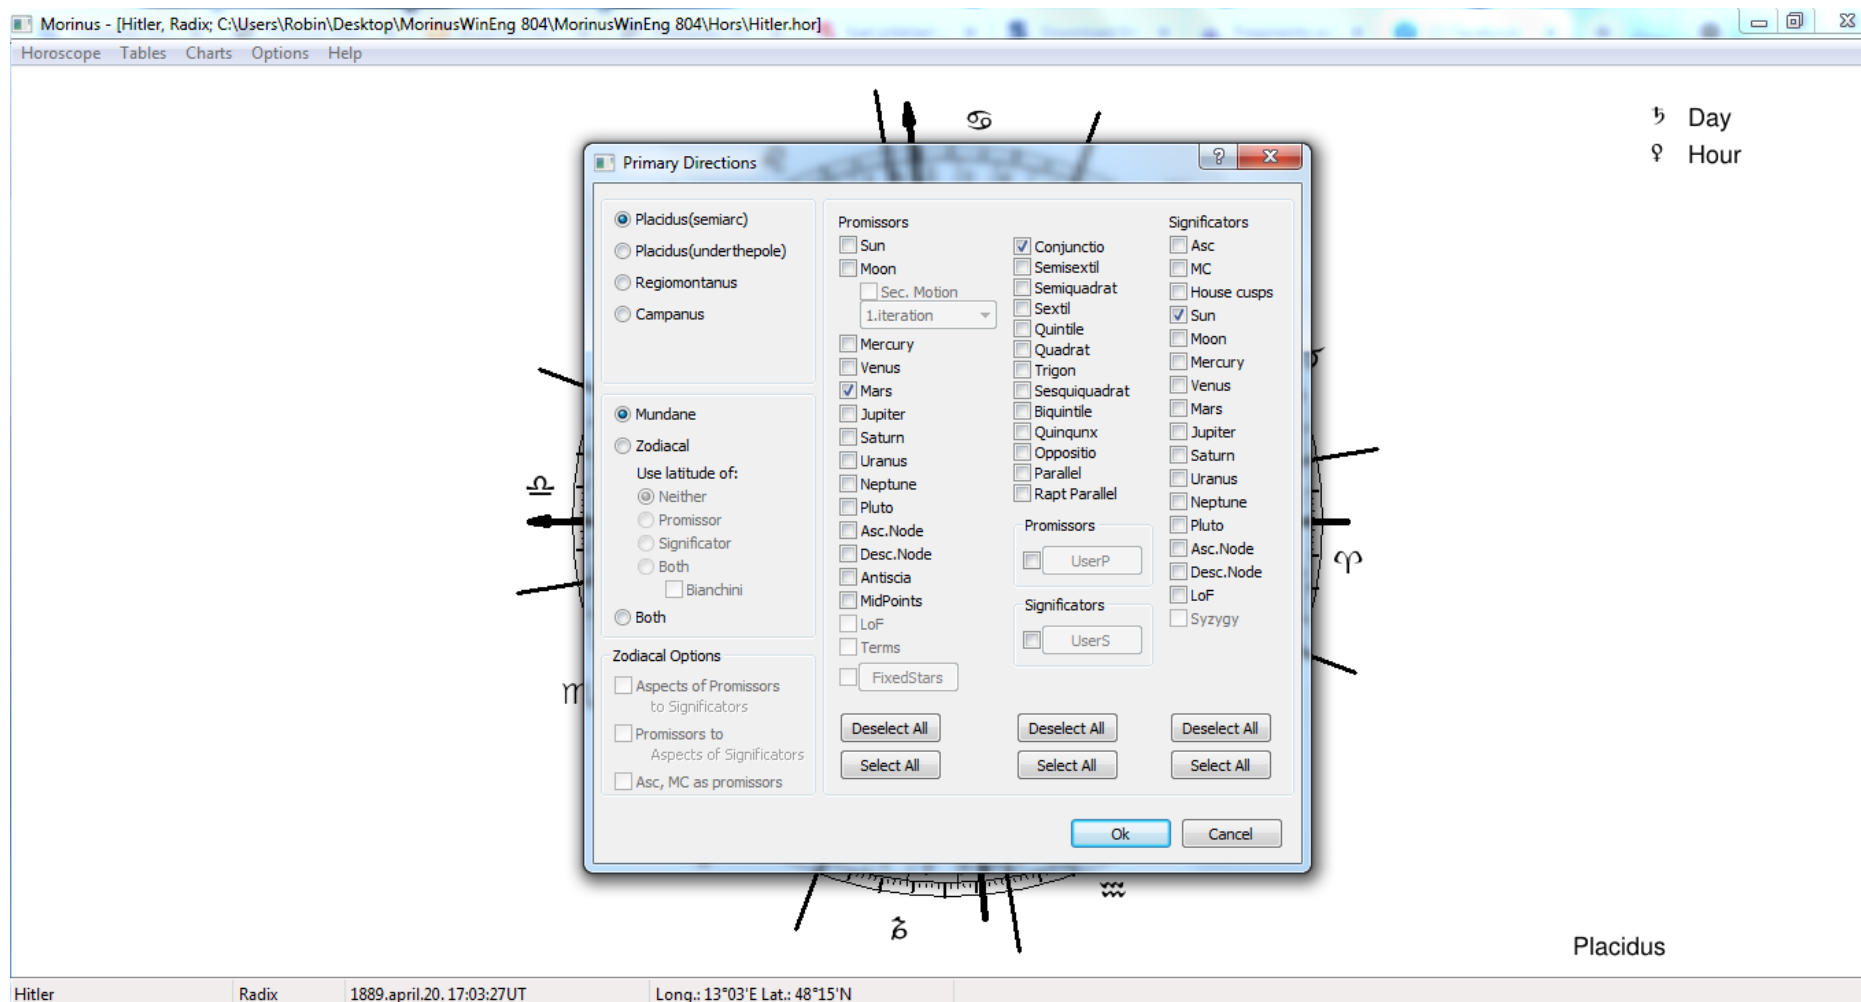 Morinus - [Hitler, Radix; C:\Users\Robin\Desktop\MorinusWinEng 804\MorinusWinEng 804\Hors\Hitler.hor]
Horoscope Tables Charts Options Help
♄ Day
♀ Hour
Primary Directions
Placidus(semiarc)
Placidus(underthepole)
Regiomontanus
Campanus
Mundane
Zodiacal
Use latitude of:
Neither
Promissor
Significator
Both
Bianchini
Both
Zodiacal Options
Aspects of Promissors
to Significators
Promissors to
Aspects of Significators
Asc, MC as promissors
Promissors
Sun
Moon
Sec. Motion
1.iteration
Mercury
Venus
Mars
Jupiter
Saturn
Uranus
Neptune
Pluto
Asc.Node
Desc.Node
Antiscia
MidPoints
LoF
Terms
FixedStars
Deselect All
Select All
Conjunctio
Semisextil
Semiquadrat
Sextil
Quintile
Quadrat
Trigon
Sesquiquadrat
Biquintile
Quinqunx
Oppositio
Parallel
Rapt Parallel
Promissors
UserP
Significators
UserS
Deselect All
Select All
Significators
Asc
MC
House cusps
Sun
Moon
Mercury
Venus
Mars
Jupiter
Saturn
Uranus
Neptune
Pluto
Asc.Node
Desc.Node
LoF
Syzygy
Deselect All
Select All
Ok
Cancel
Placidus
Hitler Radix 1889.april.20. 17:03:27UT Long.: 13°03'E Lat.: 48°15'N